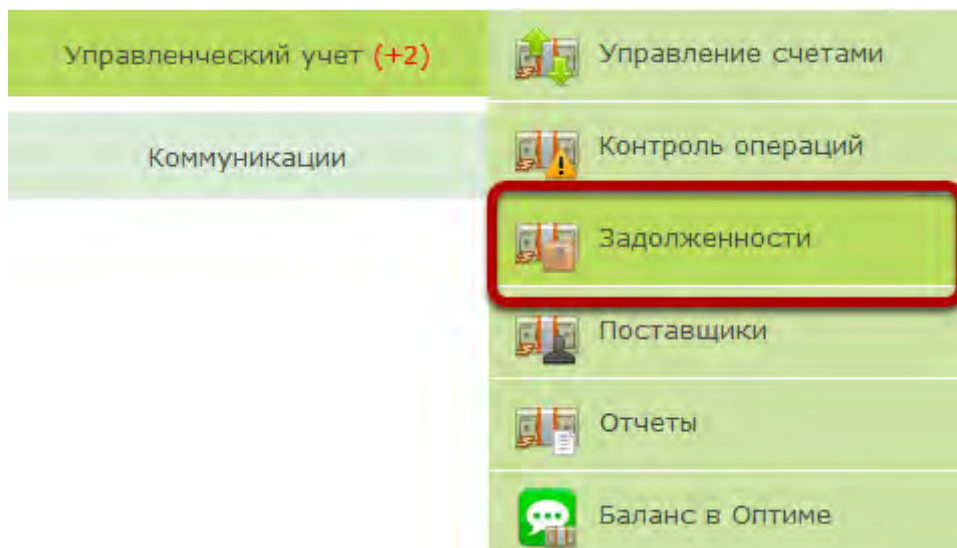 Управленческий учет (+2)
Коммуникации
Управление счетами
Контроль операций
Задолженности
Поставщики
Отчеты
Баланс в Оптиме